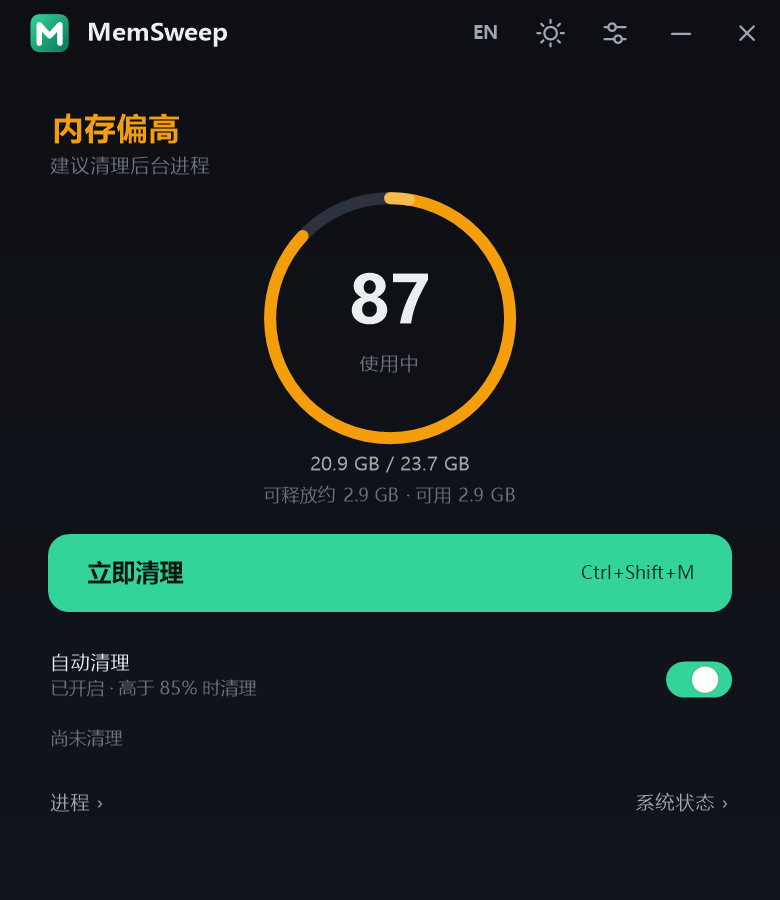 MemSweep EN
内存偏高
建议清理后台进程
87
使用中
20.9 GB / 23.7 GB
可释放约 2.9 GB · 可用 2.9 GB
立即清理 Ctrl+Shift+M
自动清理
已开启 · 高于 85% 时清理
尚未清理
进程 › 系统状态 ›